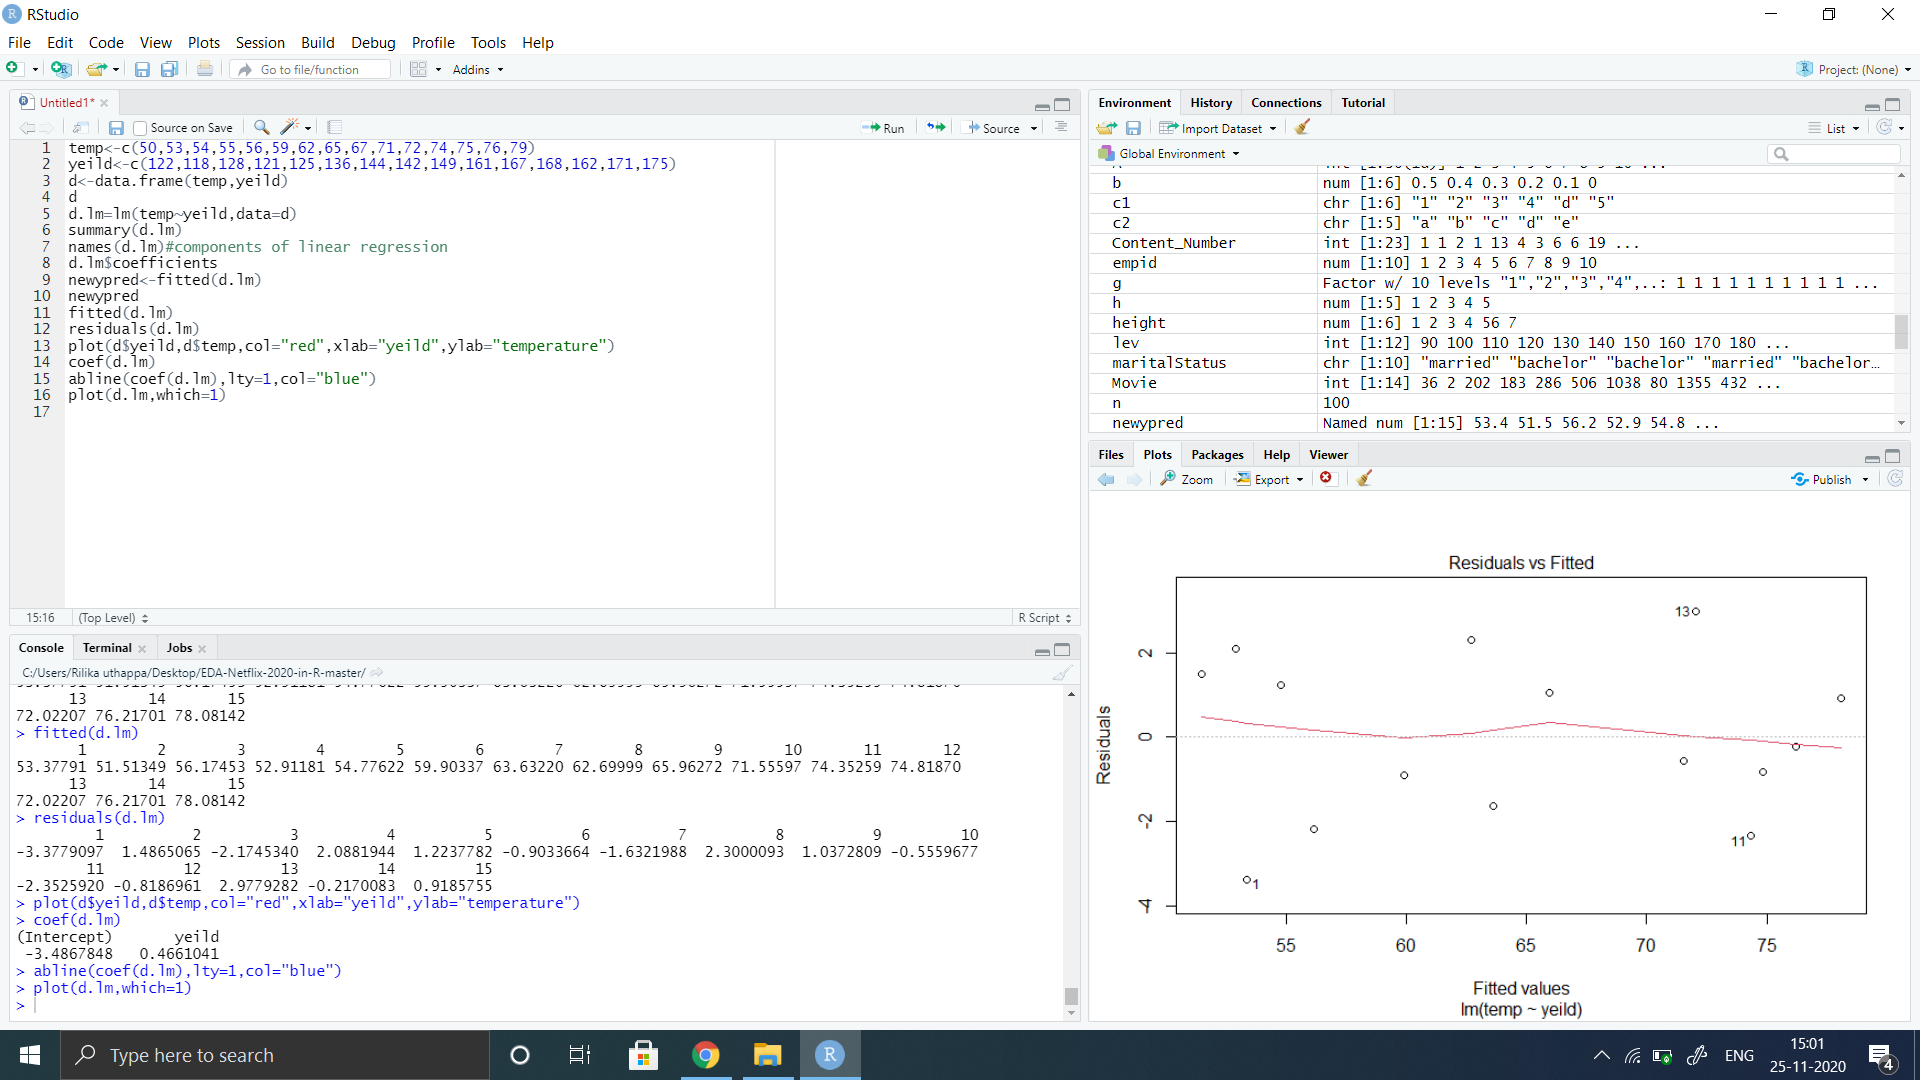 RStudio
File Edit Code View Plots Session Build Debug Profile Tools Help
Go to file/function Addins Project: (None)
Untitled1*
Source on Save Run Source
1 temp<-c(50,53,54,55,56,59,62,65,67,71,72,74,75,76,79)
2 yeild<-c(122,118,128,121,125,136,144,142,149,161,167,168,162,171,175)
3 d<-data.frame(temp,yeild)
4 d
5 d.lm=lm(temp~yeild,data=d)
6 summary(d.lm)
7 names(d.lm)#components of linear regression
8 d.lm$coefficients
9 newypred<-fitted(d.lm)
10 newypred
11 fitted(d.lm)
12 residuals(d.lm)
13 plot(d$yeild,d$temp,col="red",xlab="yeild",ylab="temperature")
14 coef(d.lm)
15 abline(coef(d.lm),lty=1,col="blue")
16 plot(d.lm,which=1)
17
15:16 (Top Level) R Script
Console Terminal Jobs
C:/Users/Rilika uthappa/Desktop/EDA-Netflix-2020-in-R-master/
13 14 15
72.02207 76.21701 78.08142
> fitted(d.lm)
1 2 3 4 5 6 7 8 9 10 11 12
53.37791 51.51349 56.17453 52.91181 54.77622 59.90337 63.63220 62.69999 65.96272 71.55597 74.35259 74.81870
13 14 15
72.02207 76.21701 78.08142
> residuals(d.lm)
1 2 3 4 5 6 7 8 9 10
-3.3779097 1.4865065 -2.1745340 2.0881944 1.2237782 -0.9033664 -1.6321988 2.3000093 1.0372809 -0.5559677
11 12 13 14 15
-2.3525920 -0.8186961 2.9779282 -0.2170083 0.9185755
> plot(d$yeild,d$temp,col="red",xlab="yeild",ylab="temperature")
> coef(d.lm)
(Intercept) yeild
-3.4867848 0.4661041
> abline(coef(d.lm),lty=1,col="blue")
> plot(d.lm,which=1)
>
Environment History Connections Tutorial
Import Dataset List
Global Environment
b num [1:6] 0.5 0.4 0.3 0.2 0.1 0
c1 chr [1:6] "1" "2" "3" "4" "d" "5"
c2 chr [1:5] "a" "b" "c" "d" "e"
Content_Number int [1:23] 1 1 2 1 13 4 3 6 6 19 ...
empid num [1:10] 1 2 3 4 5 6 7 8 9 10
g Factor w/ 10 levels "1","2","3","4",..: 1 1 1 1 1 1 1 1 1 1 ...
h num [1:5] 1 2 3 4 5
height num [1:6] 1 2 3 4 56 7
lev int [1:12] 90 100 110 120 130 140 150 160 170 180 ...
maritalStatus chr [1:10] "married" "bachelor" "bachelor" "married" "bachelor...
Movie int [1:14] 36 2 202 183 286 506 1038 80 1355 432 ...
n 100
newypred Named num [1:15] 53.4 51.5 56.2 52.9 54.8 ...
Files Plots Packages Help Viewer
Zoom Export Publish
Residuals vs Fitted
Residuals
2
0
-2
-4
13
11
1
55 60 65 70 75
Fitted values
lm(temp ~ yeild)
Type here to search
ENG
15:01
25-11-2020
4